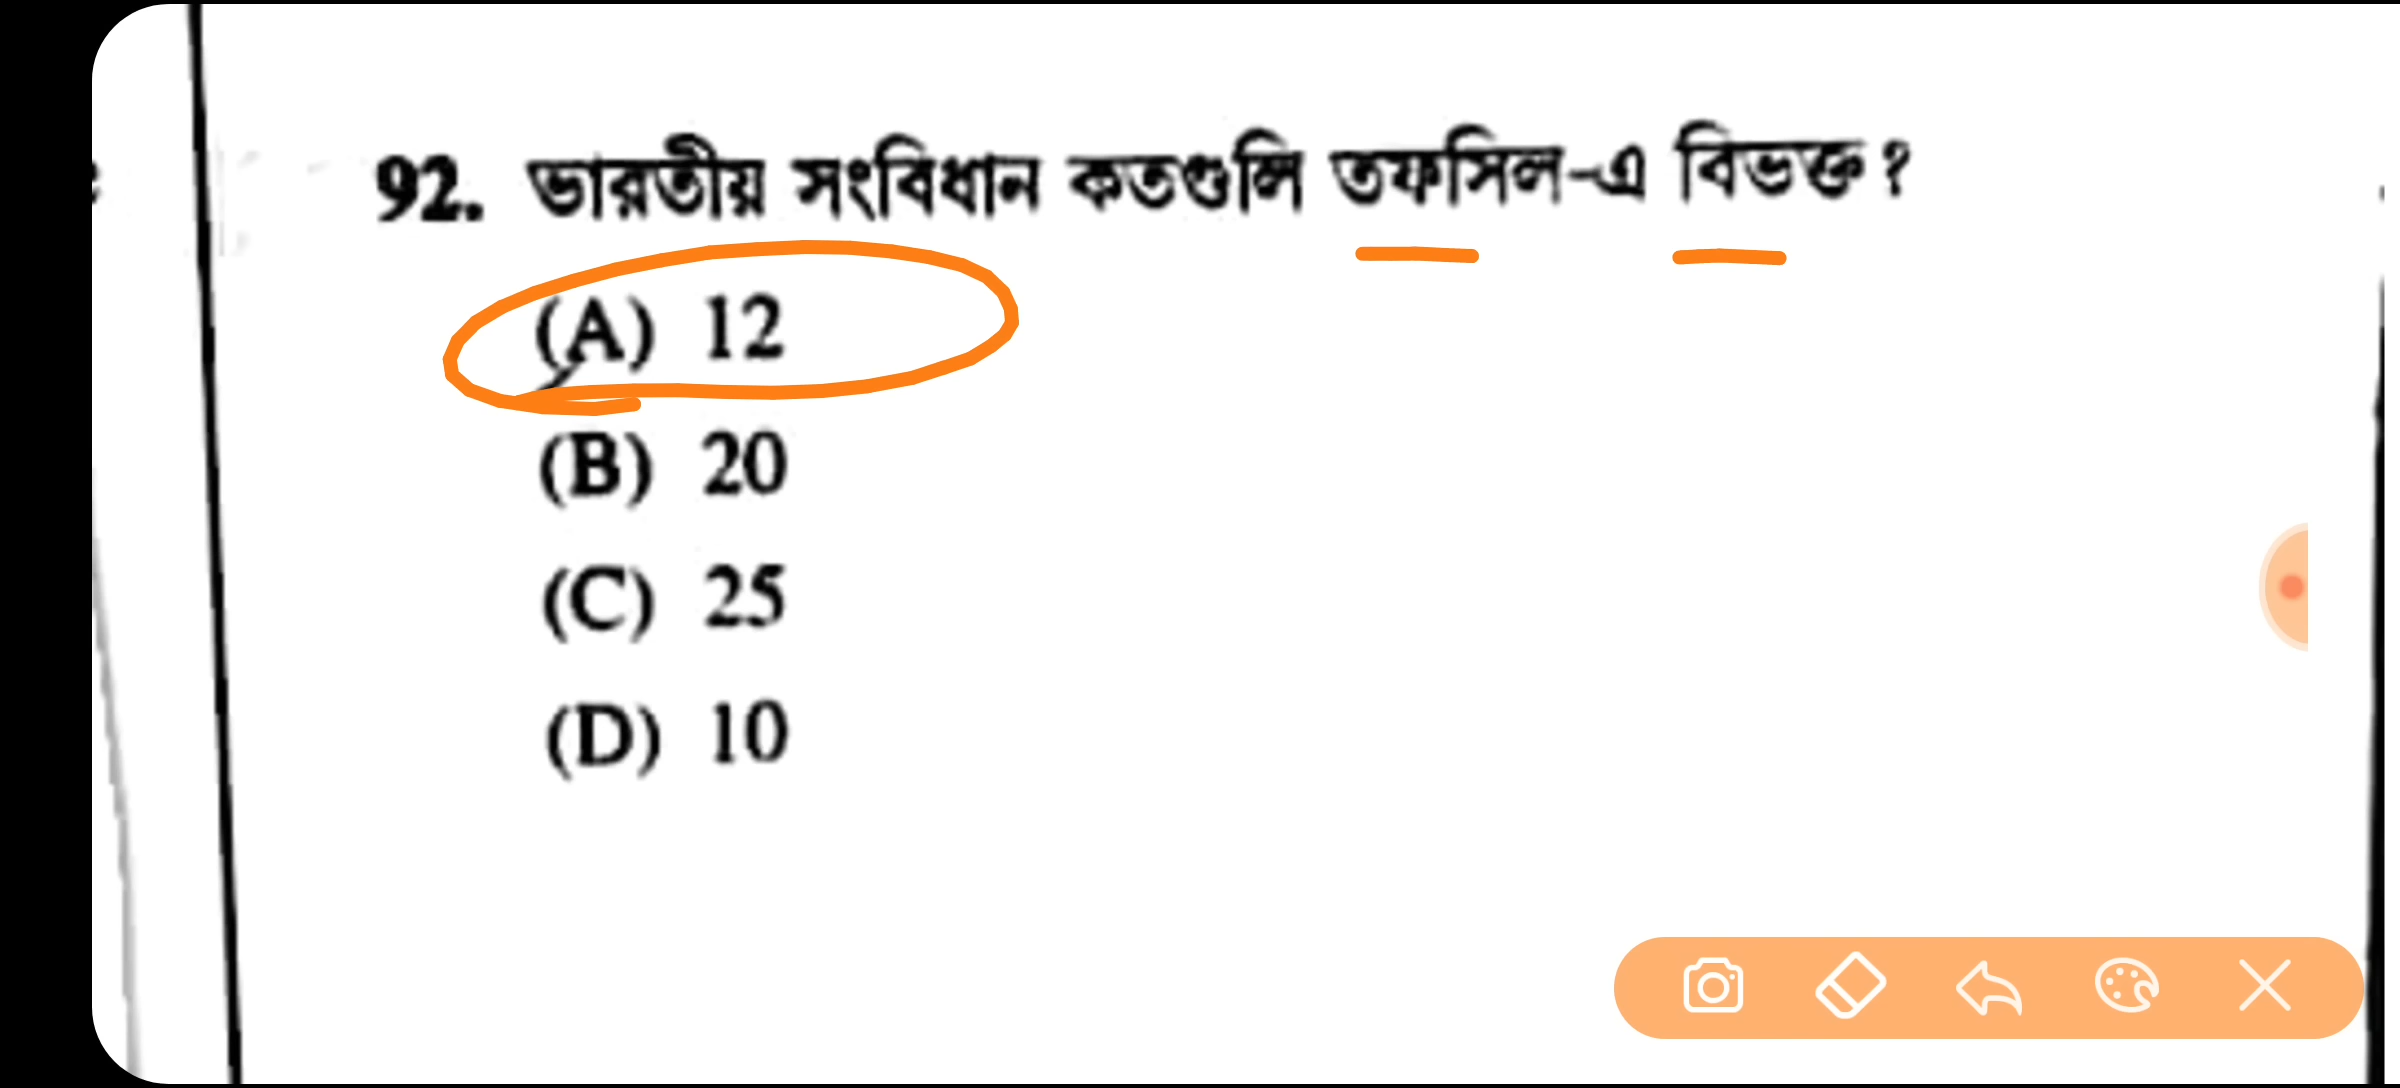 92. ভারতীয় সংবিধান কতগুলি তফসিল-এ বিভক্ত?
(A) 12
(B) 20
(C) 25
(D) 10